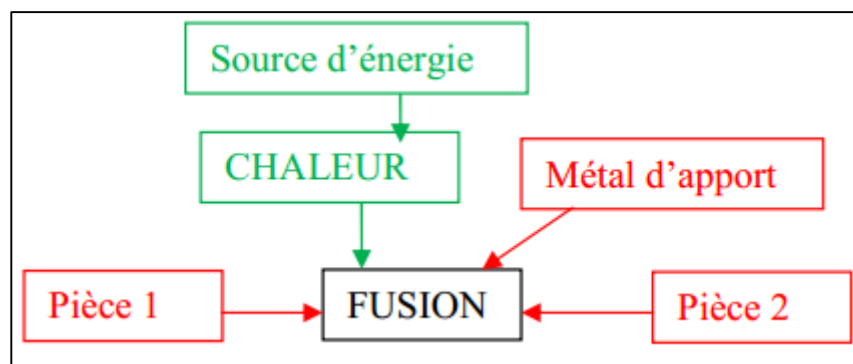 Source d’énergie
CHALEUR
Métal d’apport
Pièce 1
FUSION
Pièce 2